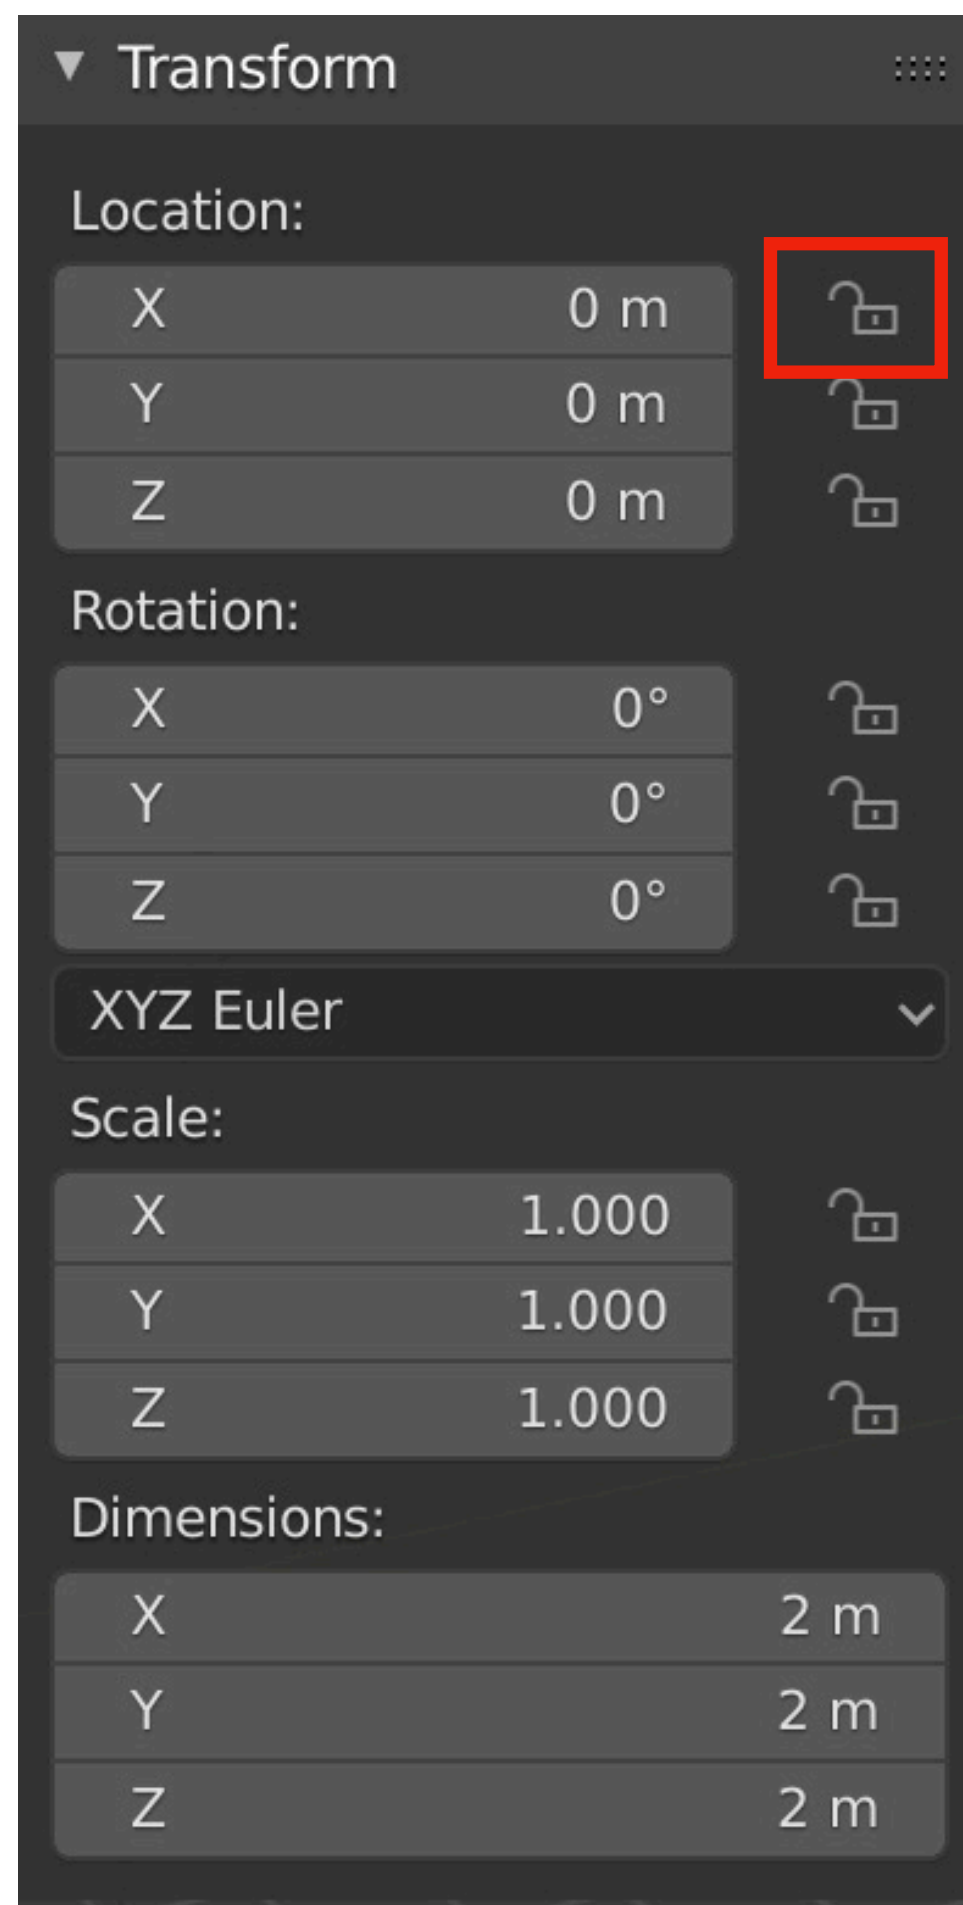 Transform
Location:
X 0 m
Y 0 m
Z 0 m
Rotation:
X 0°
Y 0°
Z 0°
XYZ Euler
Scale:
X 1.000
Y 1.000
Z 1.000
Dimensions:
X 2 m
Y 2 m
Z 2 m